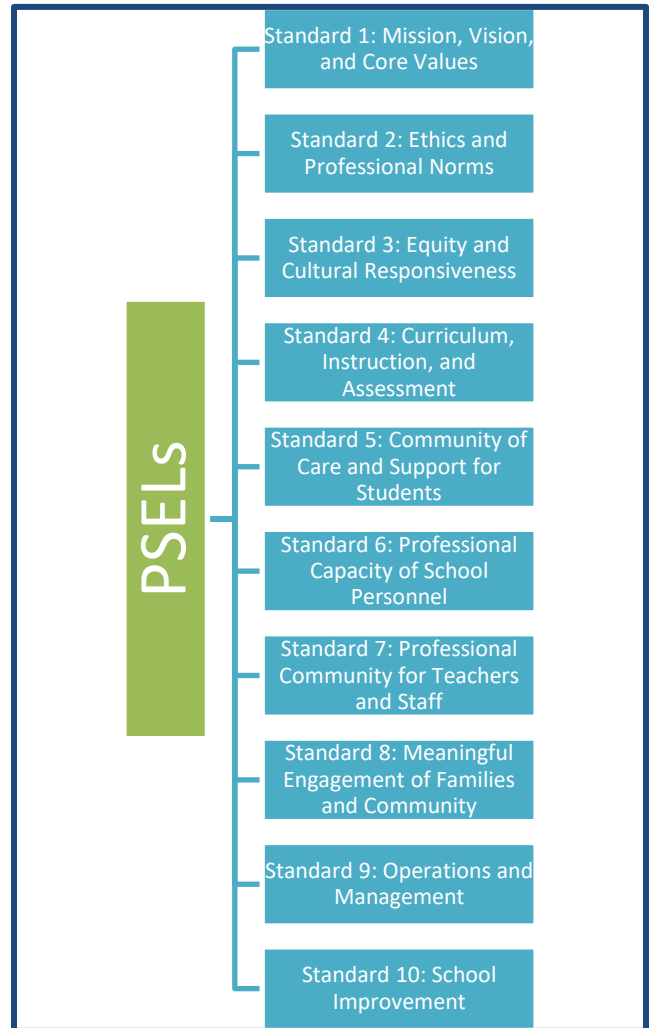 PSELs
Standard 1: Mission, Vision,
and Core Values
Standard 2: Ethics and
Professional Norms
Standard 3: Equity and
Cultural Responsiveness
Standard 4: Curriculum,
Instruction, and
Assessment
Standard 5: Community of
Care and Support for
Students
Standard 6: Professional
Capacity of School
Personnel
Standard 7: Professional
Community for Teachers
and Staff
Standard 8: Meaningful
Engagement of Families
and Community
Standard 9: Operations and
Management
Standard 10: School
Improvement